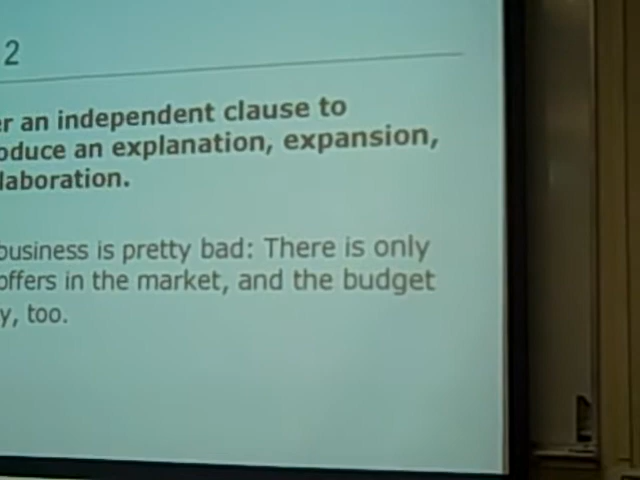 2
er an independent clause to
oduce an explanation, expansion,
laboration.
business is pretty bad: There is only
offers in the market, and the budget
y, too.